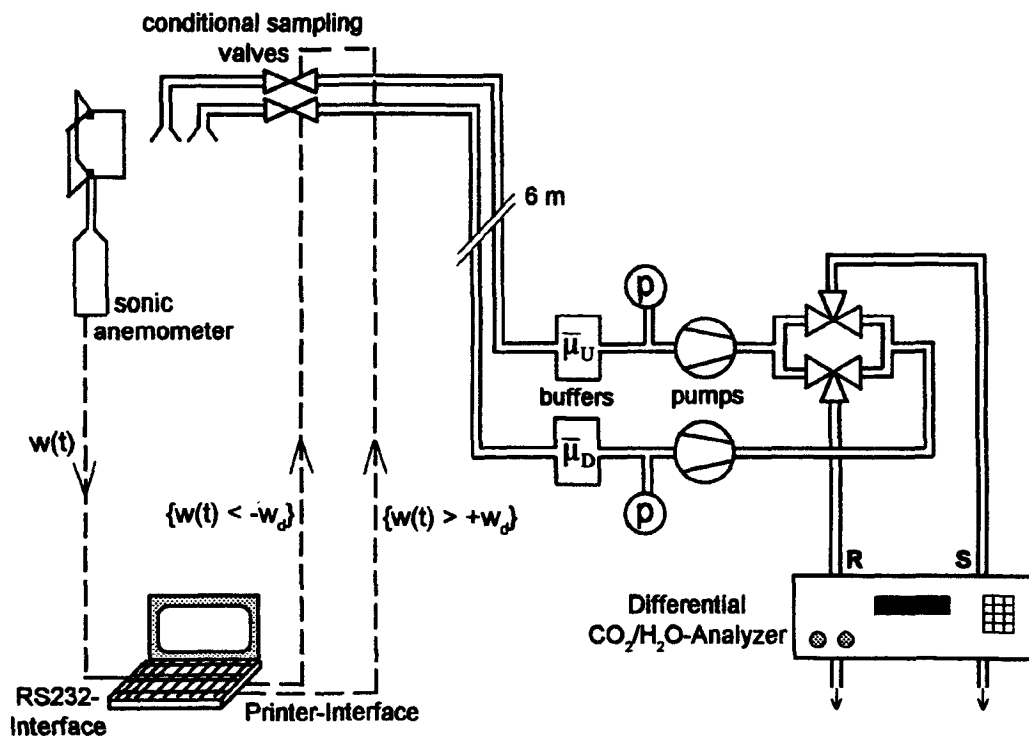 conditional sampling
valves
6 m
sonic
anemometer
p
μ̅_U
buffers
pumps
μ̅_D
p
w(t)
{w(t) < -w_d}
{w(t) > +w_d}
R
S
Differential
CO₂/H₂O-Analyzer
RS232-
Interface
Printer-Interface